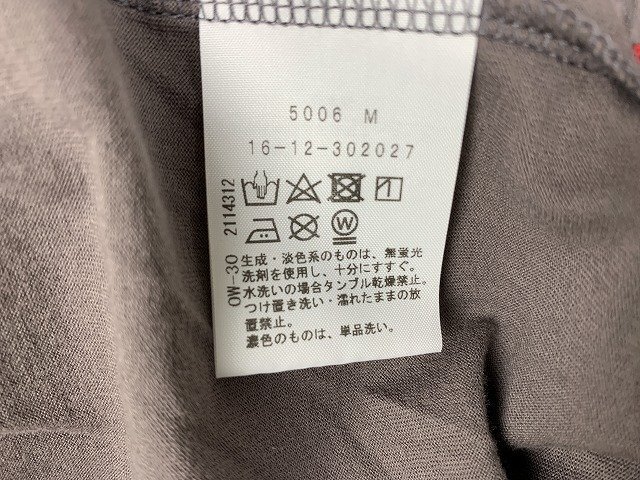 5006 M
16-12-302027
W
OW-30 2114312
生成・淡色系のものは、無蛍光
洗剤を使用し、十分にすすぐ。
水洗いの場合タンブル乾燥禁止。
つけ置き洗い・濡れたままの放
置禁止。
濃色のものは、単品洗い。